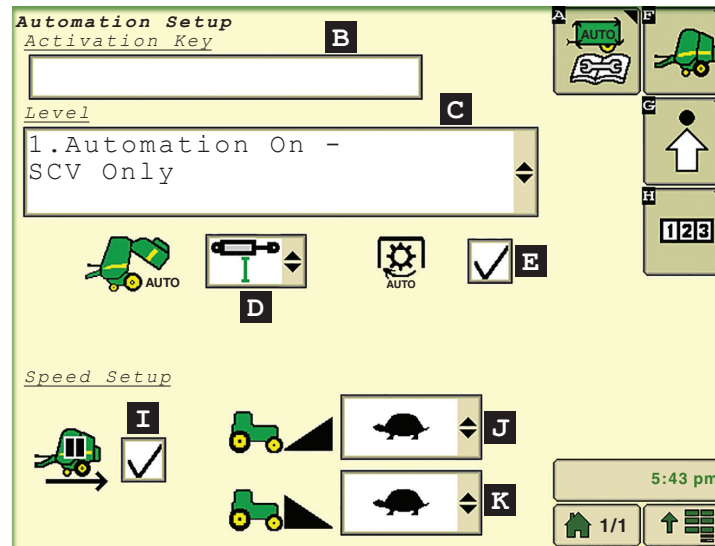 Automation Setup
Activation Key
B
A
AUTO
F
Level
C
G
1.Automation On -
SCV Only
H
123
AUTO
D
AUTO
E
Speed Setup
I
J
K
5:43 pm
1/1